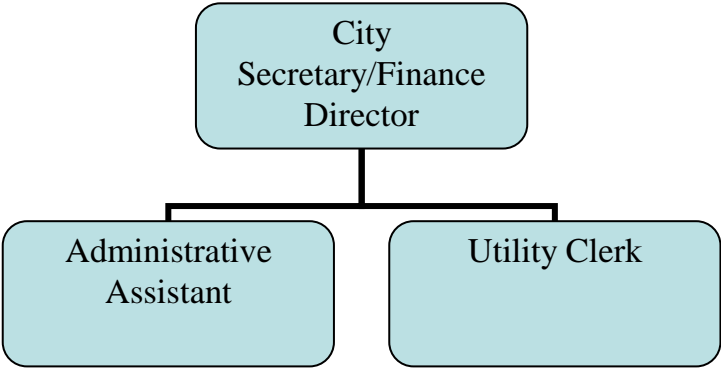 City
Secretary/Finance
Director
Administrative
Assistant
Utility Clerk